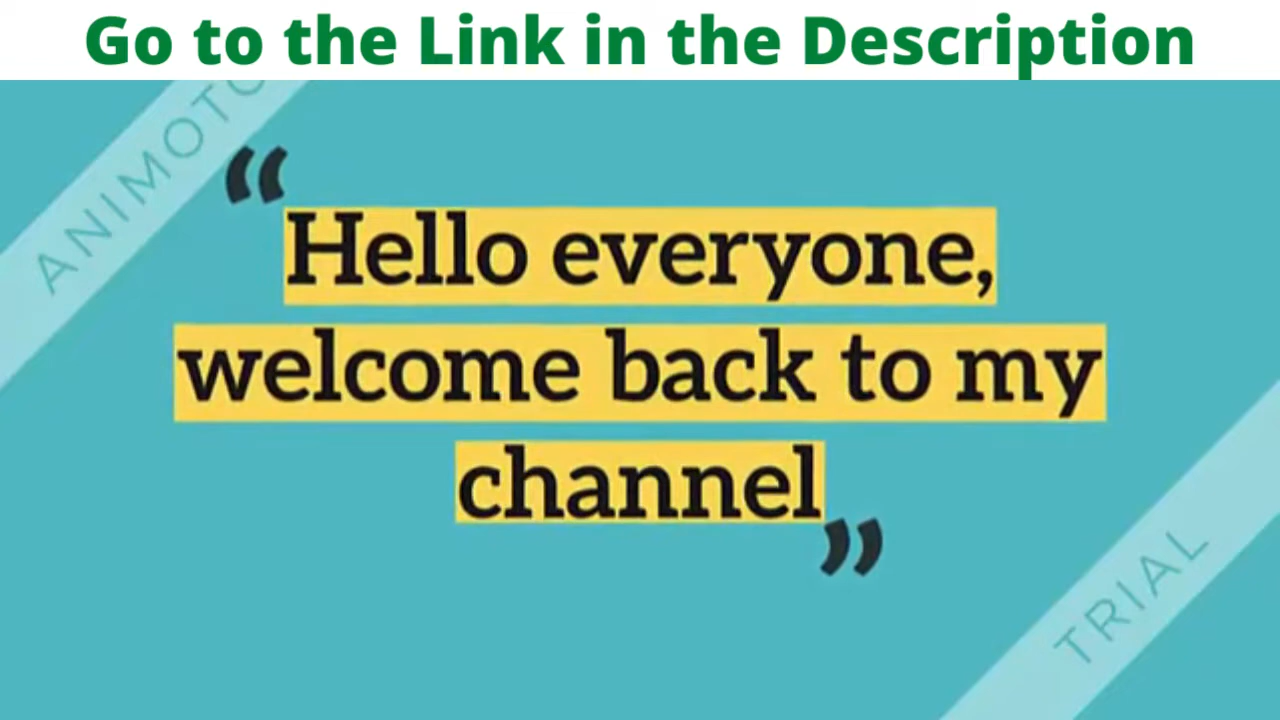 Go to the Link in the Description
ANIMOTO
“Hello everyone,
welcome back to my
channel”
TRIAL